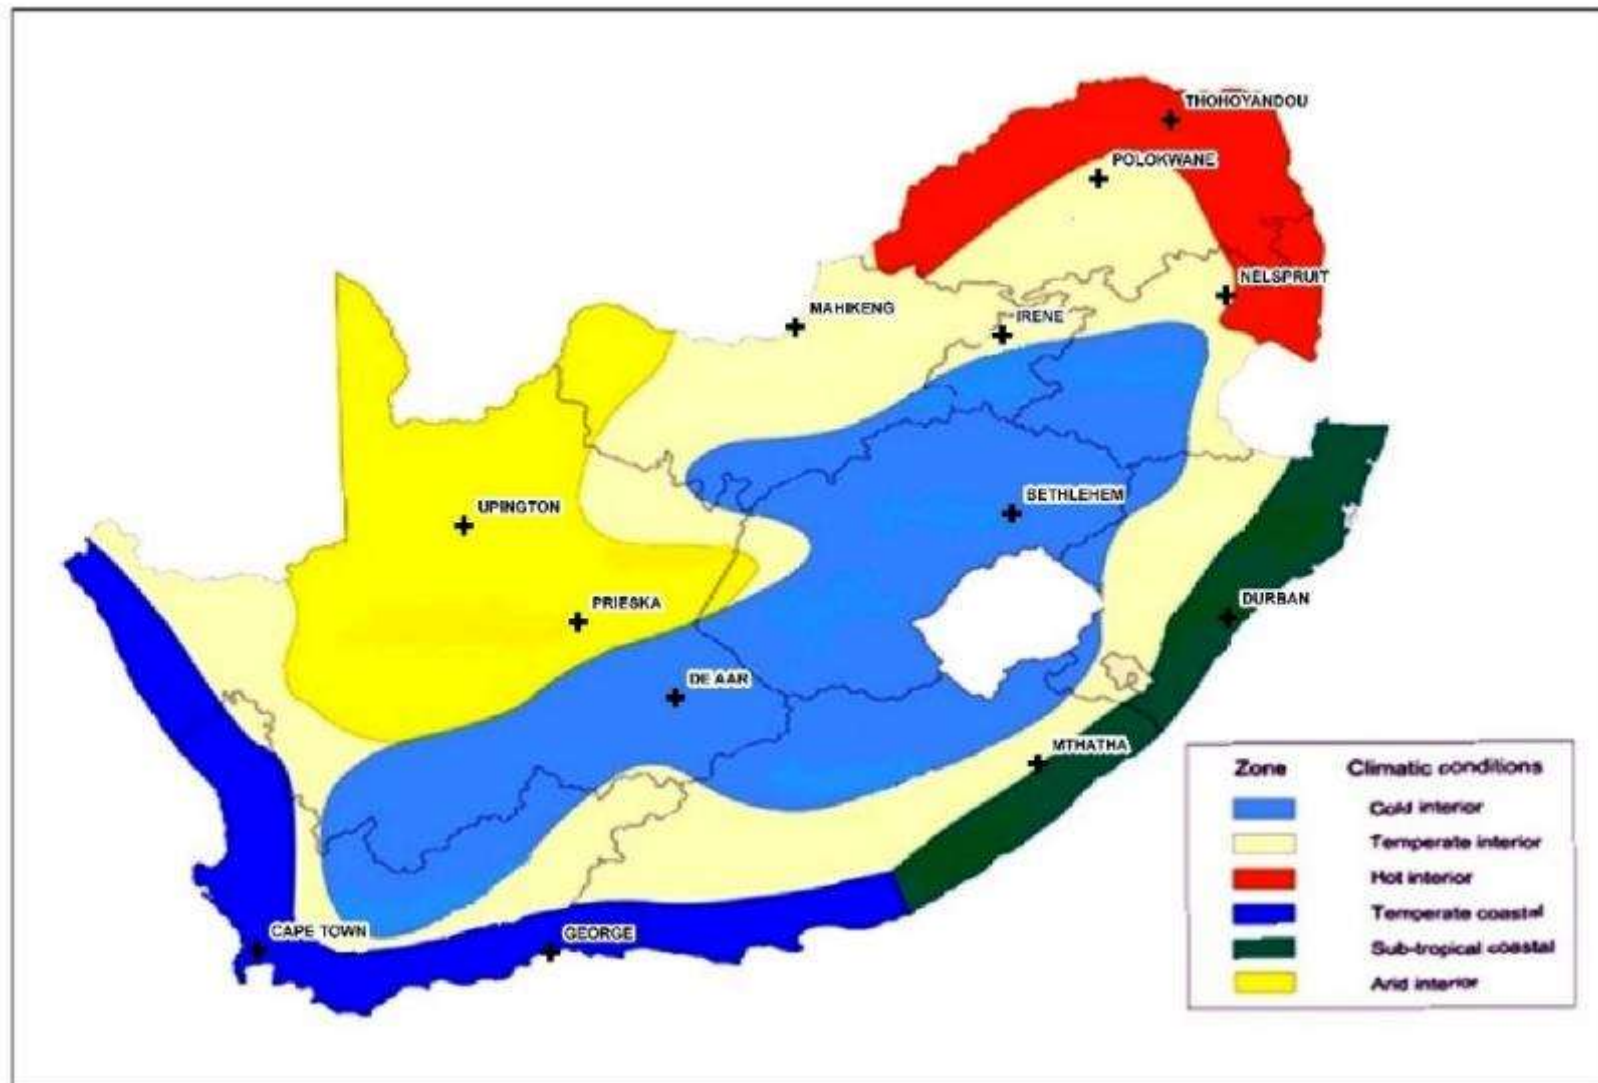 THOHOYANDOU
POLOKWANE
NELSPRUIT
MAHIKENG
IRENE
UPINGTON
BETHLEHEM
PRIESKA
DURBAN
DE AAR
MTHATHA
CAPE TOWN
GEORGE
Zone Climatic conditions
Cold interior
Temperate interior
Hot interior
Temperate coastal
Sub-tropical coastal
Arid interior